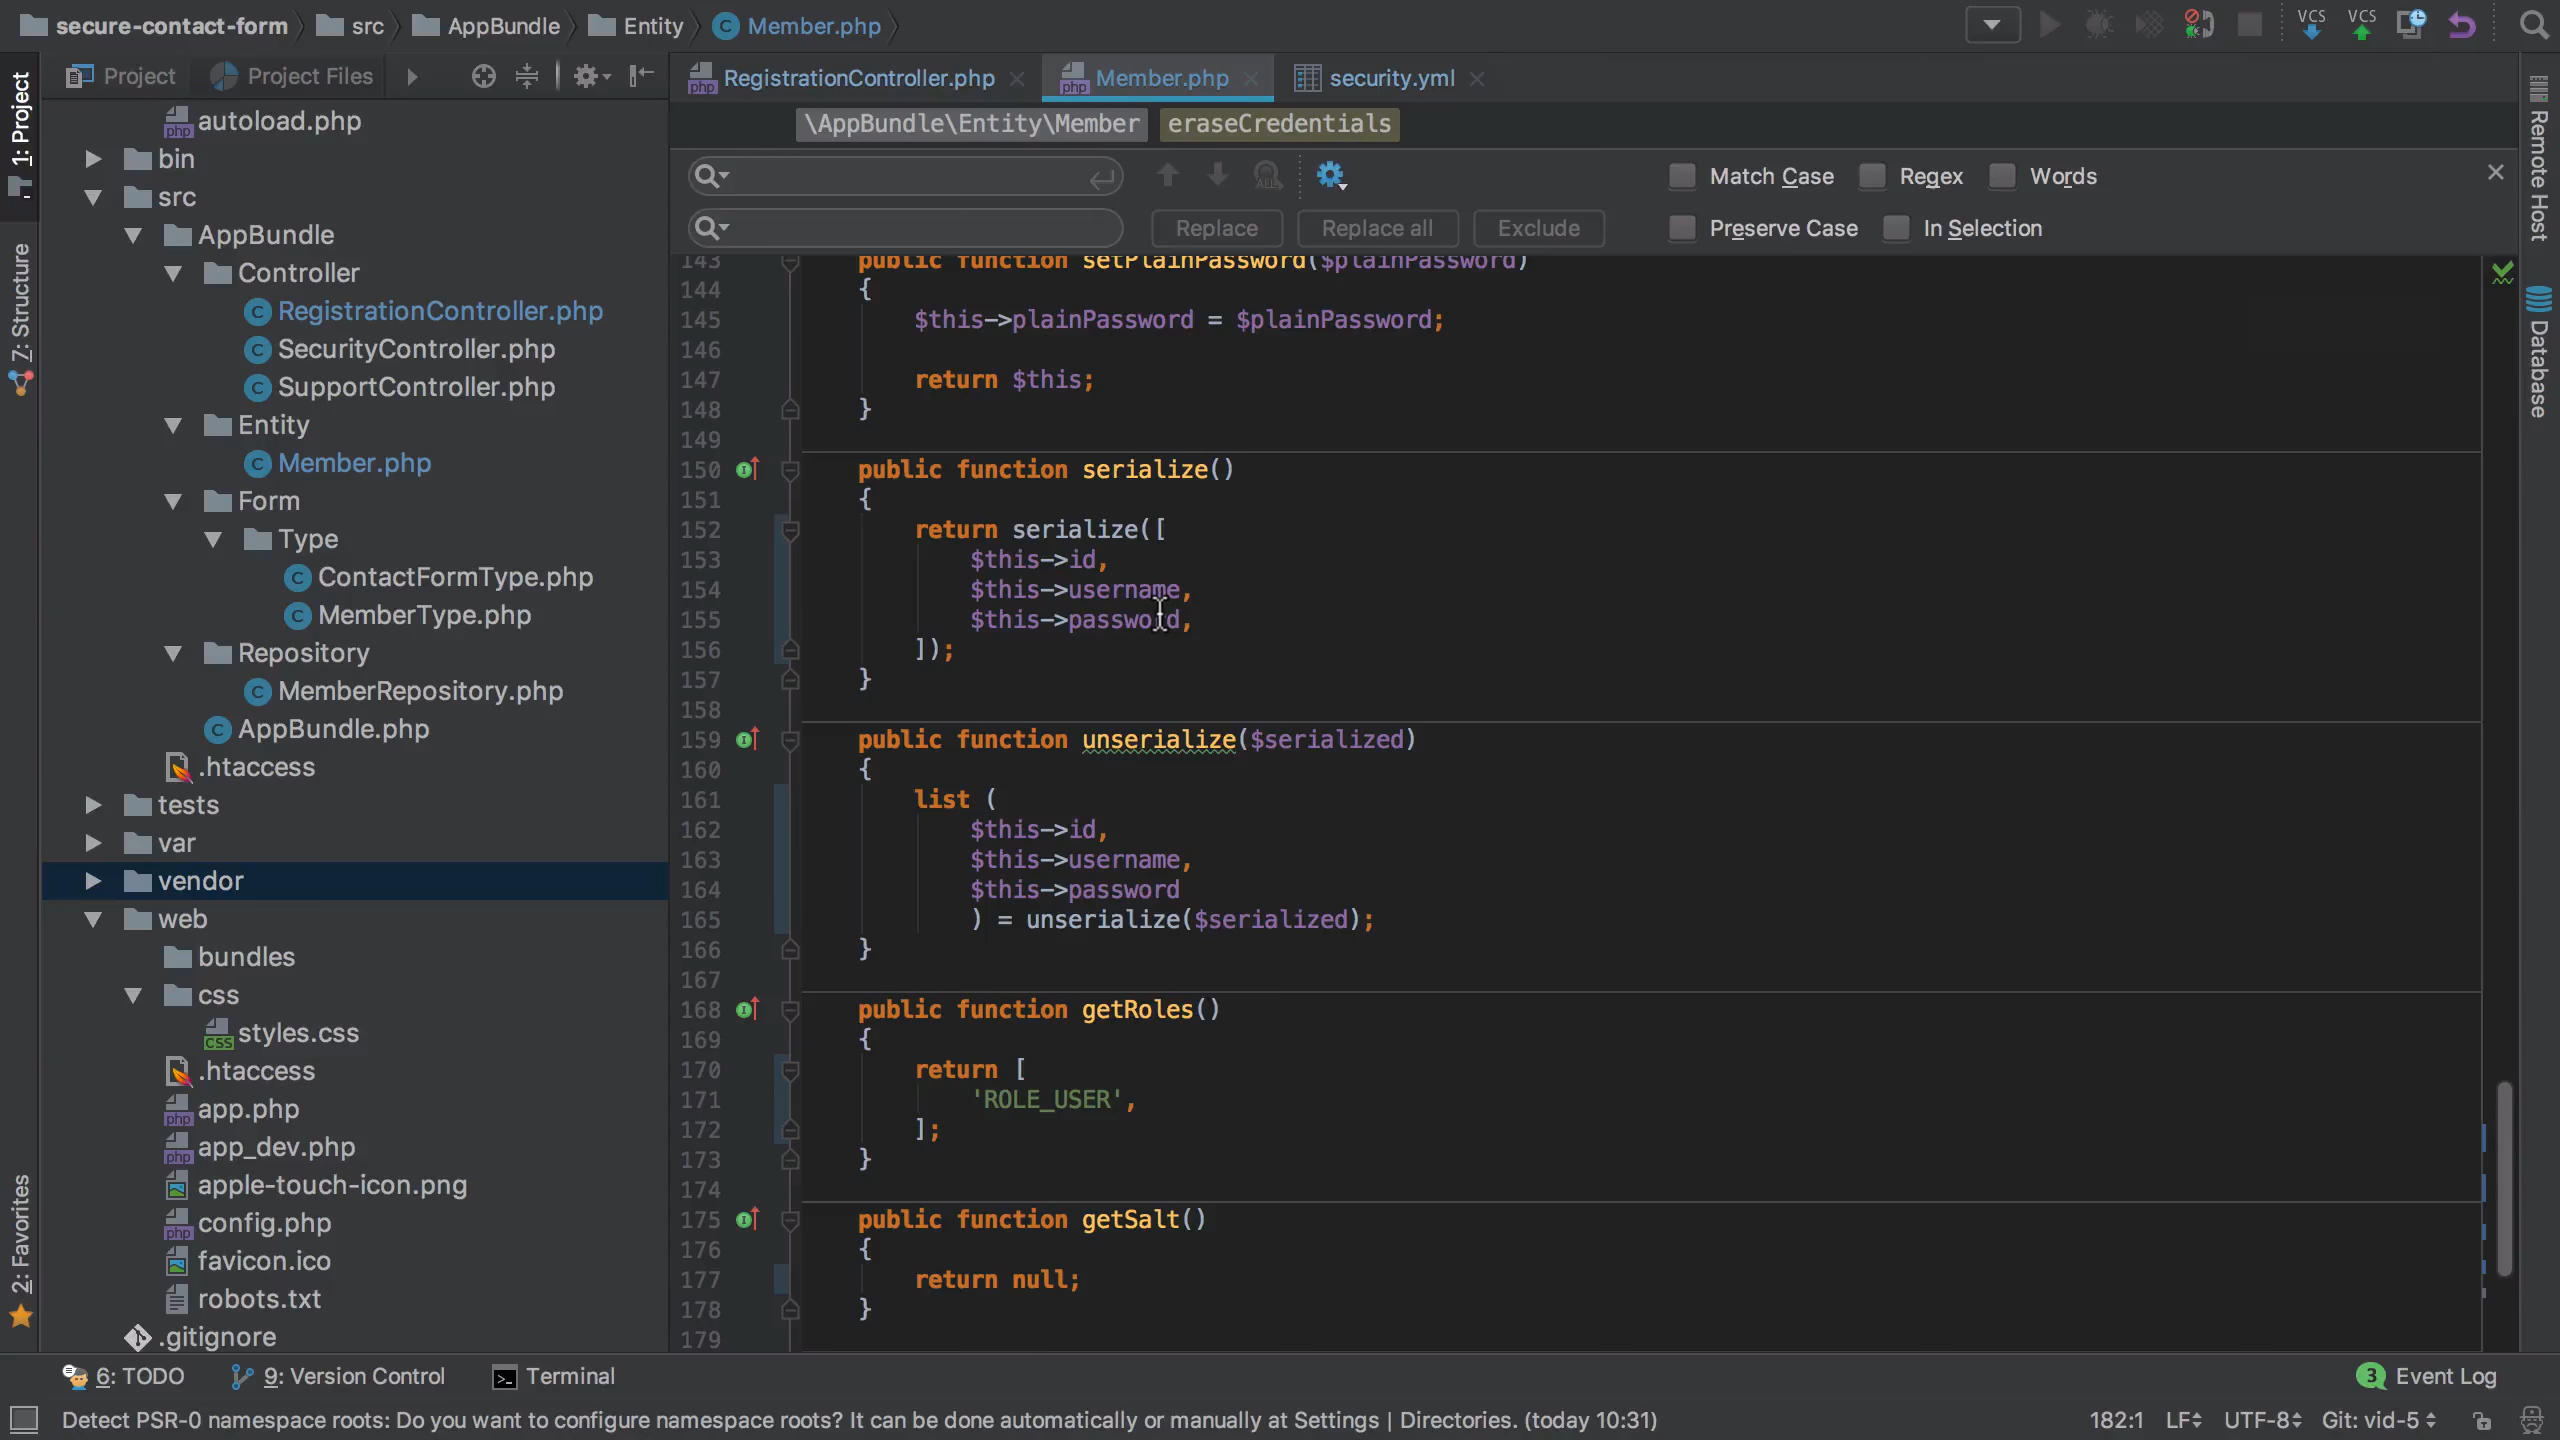 secure-contact-form src AppBundle Entity Member.php
VCS VCS
1: Project
7: Structure
2: Favorites
Project Project Files
autoload.php
bin
src
AppBundle
Controller
RegistrationController.php
SecurityController.php
SupportController.php
Entity
Member.php
Form
Type
ContactFormType.php
MemberType.php
Repository
MemberRepository.php
AppBundle.php
.htaccess
tests
var
vendor
web
bundles
css
styles.css
.htaccess
app.php
app_dev.php
apple-touch-icon.png
config.php
favicon.ico
robots.txt
.gitignore
RegistrationController.php Member.php security.yml
\AppBundle\Entity\Member eraseCredentials
Match Case Regex Words
Replace Replace all Exclude Preserve Case In Selection
143 public function setPlainPassword($plainPassword)
144 {
145 $this->plainPassword = $plainPassword;
146
147 return $this;
148 }
149
150 public function serialize()
151 {
152 return serialize([
153 $this->id,
154 $this->username,
155 $this->password,
156 ]);
157 }
158
159 public function unserialize($serialized)
160 {
161 list (
162 $this->id,
163 $this->username,
164 $this->password
165 ) = unserialize($serialized);
166 }
167
168 public function getRoles()
169 {
170 return [
171 'ROLE_USER',
172 ];
173 }
174
175 public function getSalt()
176 {
177 return null;
178 }
179
Remote Host
Database
6: TODO 9: Version Control Terminal 3 Event Log
Detect PSR-0 namespace roots: Do you want to configure namespace roots? It can be done automatically or manually at Settings | Directories. (today 10:31) 182:1 LF UTF-8 Git: vid-5